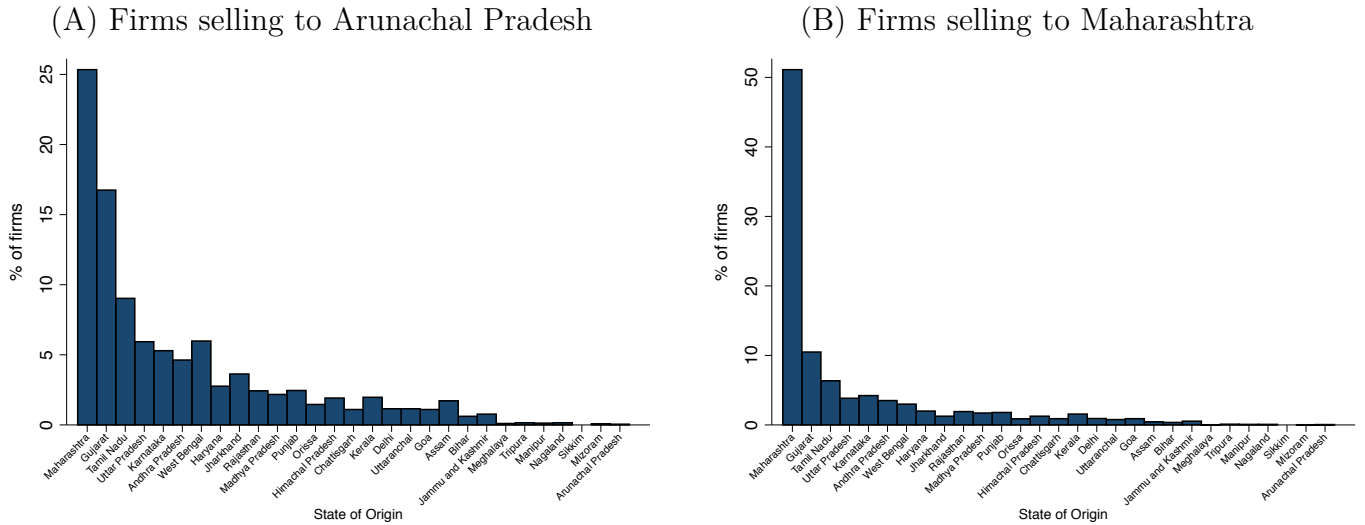 (A) Firms selling to Arunachal Pradesh
% of firms
25
20
15
10
5
0
Maharashtra
Gujarat
Tamil Nadu
Uttar Pradesh
Karnataka
Andhra Pradesh
West Bengal
Haryana
Jharkhand
Rajasthan
Madhya Pradesh
Punjab
Orissa
Himachal Pradesh
Chattisgarh
Kerala
Delhi
Uttaranchal
Goa
Assam
Bihar
Jammu and Kashmir
Meghalaya
Tripura
Manipur
Nagaland
Sikkim
Mizoram
Arunachal Pradesh
State of Origin
(B) Firms selling to Maharashtra
% of firms
50
40
30
20
10
0
Maharashtra
Gujarat
Tamil Nadu
Uttar Pradesh
Karnataka
Andhra Pradesh
West Bengal
Haryana
Jharkhand
Rajasthan
Madhya Pradesh
Punjab
Orissa
Himachal Pradesh
Chattisgarh
Kerala
Delhi
Uttaranchal
Goa
Assam
Bihar
Jammu and Kashmir
Meghalaya
Tripura
Manipur
Nagaland
Sikkim
Mizoram
Arunachal Pradesh
State of Origin